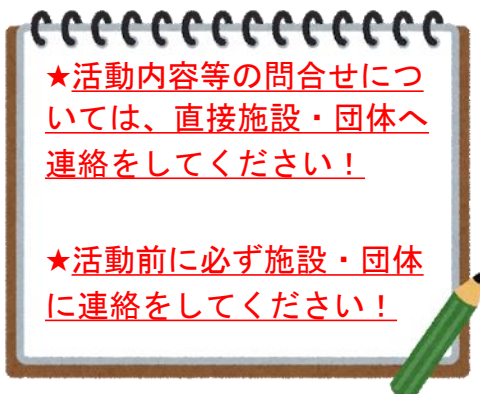 ★活動内容等の問合せにつ
いては、直接施設・団体へ
連絡をしてください！
★活動前に必ず施設・団体
に連絡をしてください！